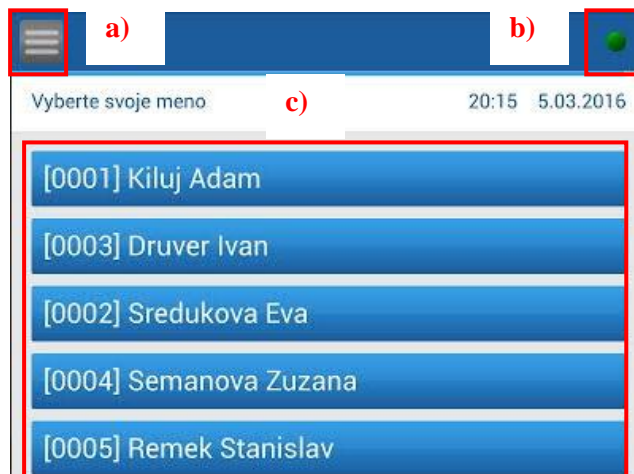 a)
b)
Vyberte svoje meno
c)
20:15 5.03.2016
[0001] Kiluj Adam
[0003] Druver Ivan
[0002] Sredukova Eva
[0004] Semanova Zuzana
[0005] Remek Stanislav